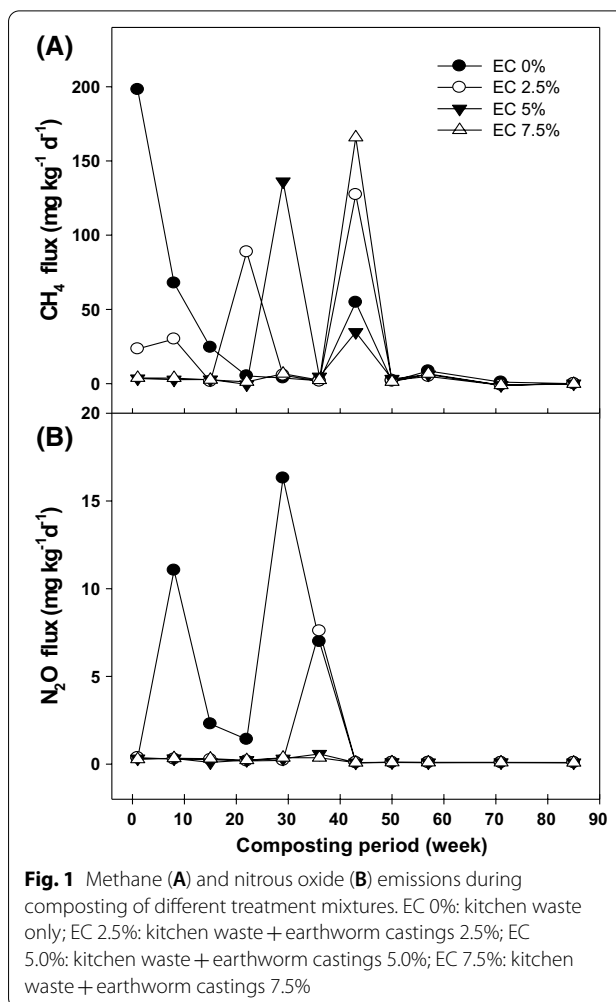 (A)
EC 0%
EC 2.5%
EC 5%
EC 7.5%
200
150
100
50
0
CH₄ flux (mg kg⁻¹ d⁻¹)
(B)
20
15
10
5
0
N₂O flux (mg kg⁻¹d⁻¹)
0 10 20 30 40 50 60 70 80 90
Composting period (week)
Fig. 1 Methane (A) and nitrous oxide (B) emissions during
composting of different treatment mixtures. EC 0%: kitchen waste
only; EC 2.5%: kitchen waste + earthworm castings 2.5%; EC
5.0%: kitchen waste + earthworm castings 5.0%; EC 7.5%: kitchen
waste + earthworm castings 7.5%